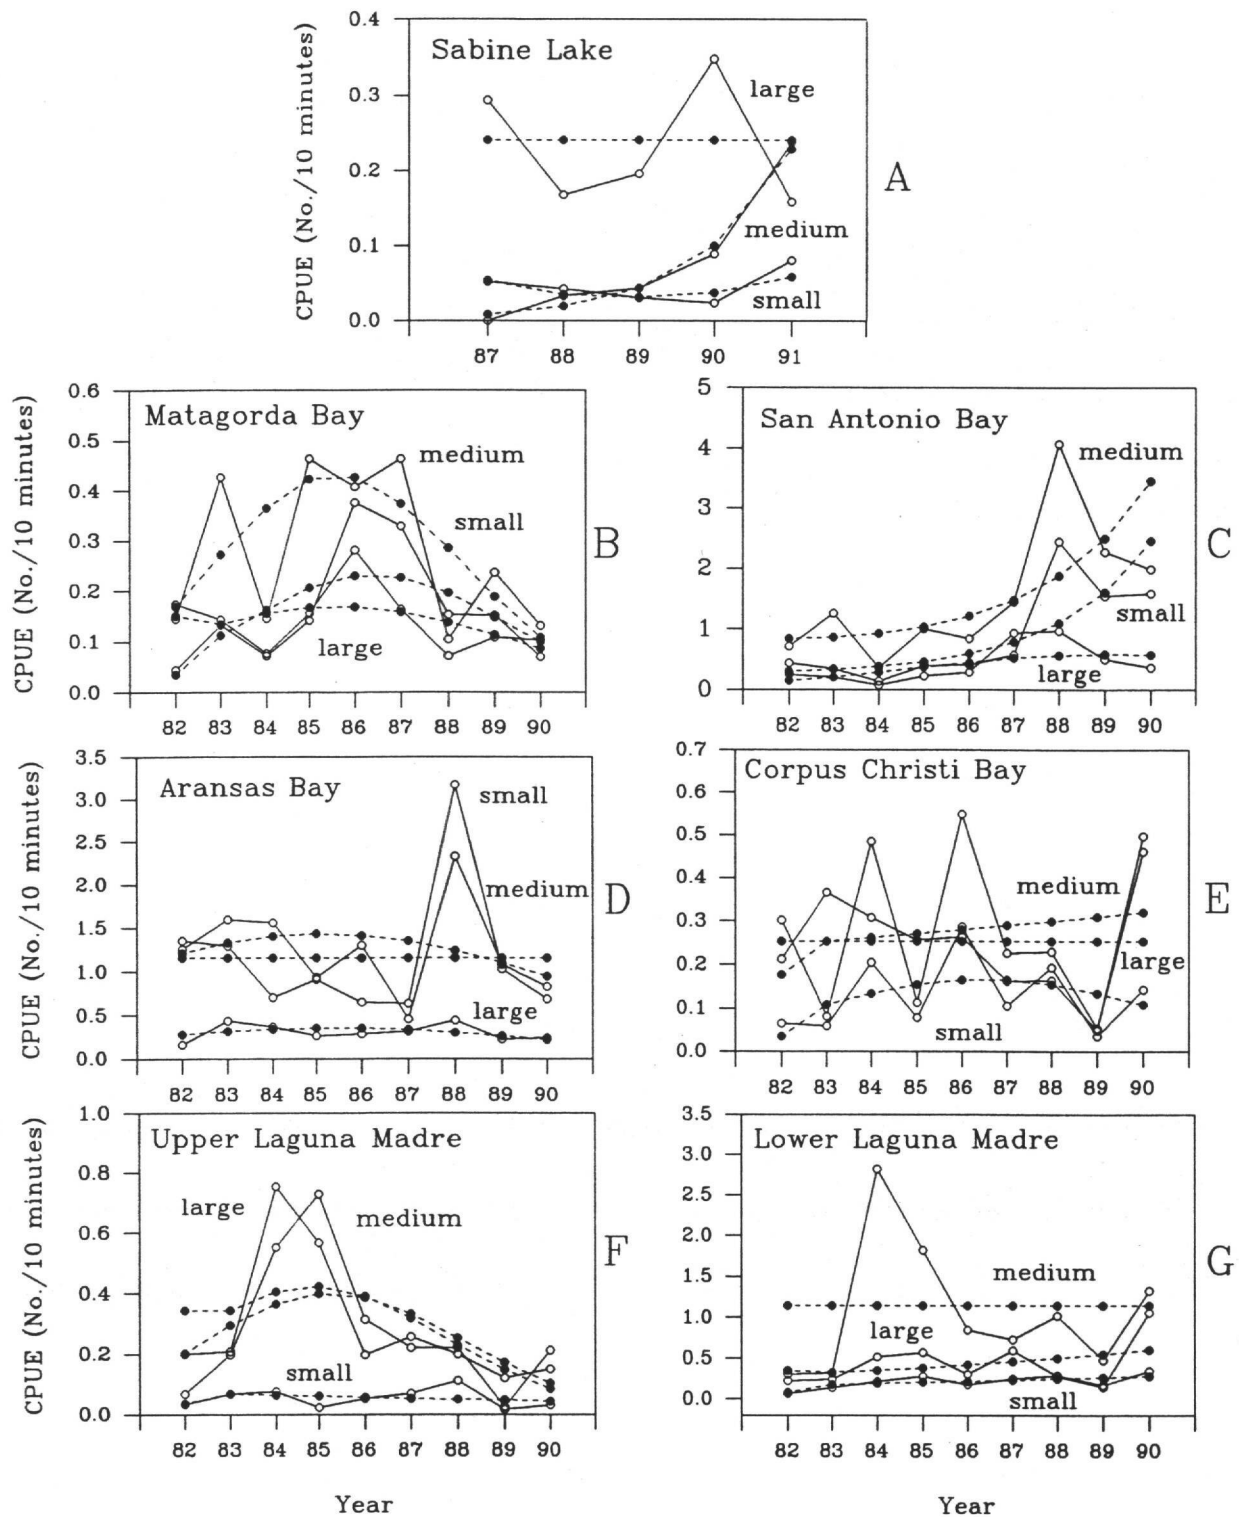 Sabine Lake
CPUE (No./10 minutes)
0.4
0.3
0.2
0.1
0.0
large
medium
small
87 88 89 90 91
A
Matagorda Bay
CPUE (No./10 minutes)
0.6
0.5
0.4
0.3
0.2
0.1
0.0
medium
small
large
82 83 84 85 86 87 88 89 90
B
San Antonio Bay
5
4
3
2
1
0
medium
small
large
82 83 84 85 86 87 88 89 90
C
Aransas Bay
CPUE (No./10 minutes)
3.5
3.0
2.5
2.0
1.5
1.0
0.5
0.0
small
medium
large
82 83 84 85 86 87 88 89 90
D
Corpus Christi Bay
0.7
0.6
0.5
0.4
0.3
0.2
0.1
0.0
medium
large
small
82 83 84 85 86 87 88 89 90
E
Upper Laguna Madre
CPUE (No./10 minutes)
1.0
0.8
0.6
0.4
0.2
0.0
large
medium
small
82 83 84 85 86 87 88 89 90
Year
F
Lower Laguna Madre
3.5
3.0
2.5
2.0
1.5
1.0
0.5
0.0
medium
large
small
82 83 84 85 86 87 88 89 90
Year
G